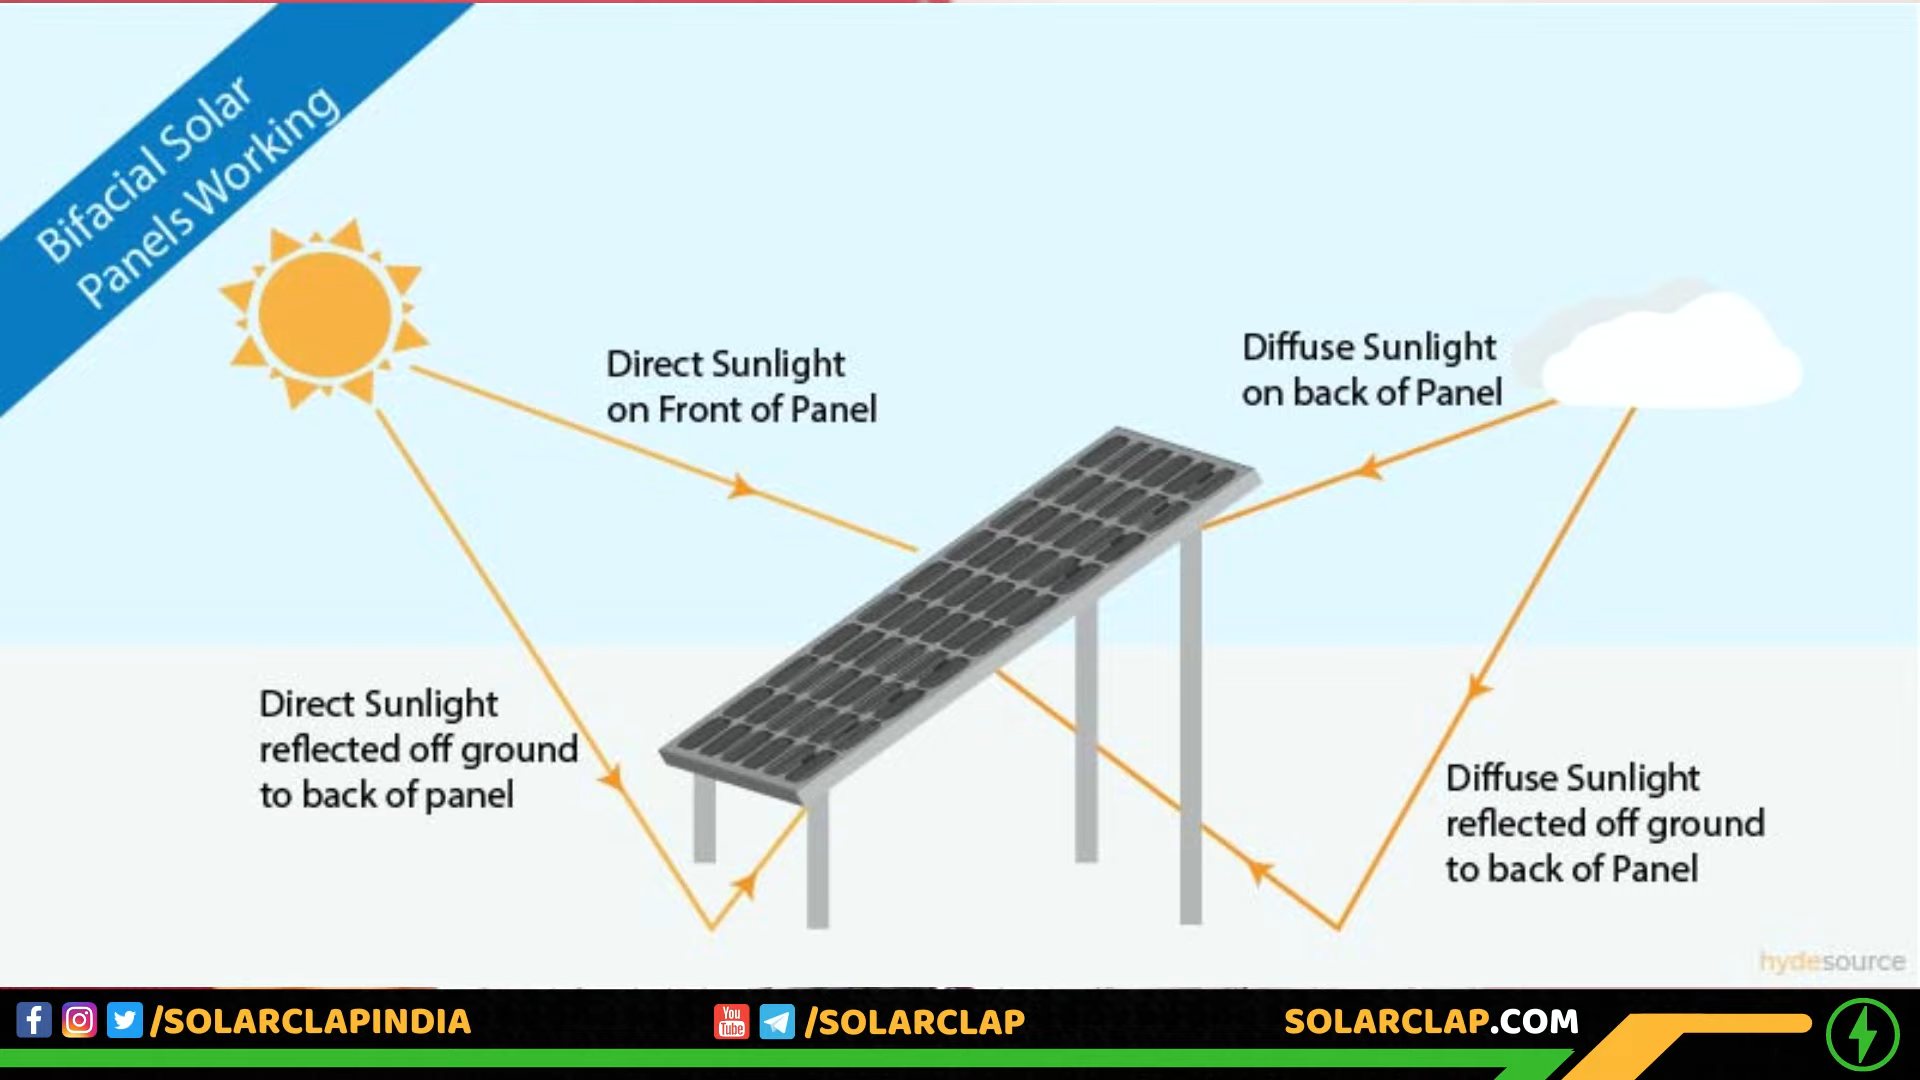 Bifacial Solar
Panels Working
Direct Sunlight
on Front of Panel
Diffuse Sunlight
on back of Panel
Direct Sunlight
reflected off ground
to back of panel
Diffuse Sunlight
reflected off ground
to back of Panel
hydesource
/SOLARCLAPINDIA
You
Tube
/SOLARCLAP
SOLARCLAP.COM